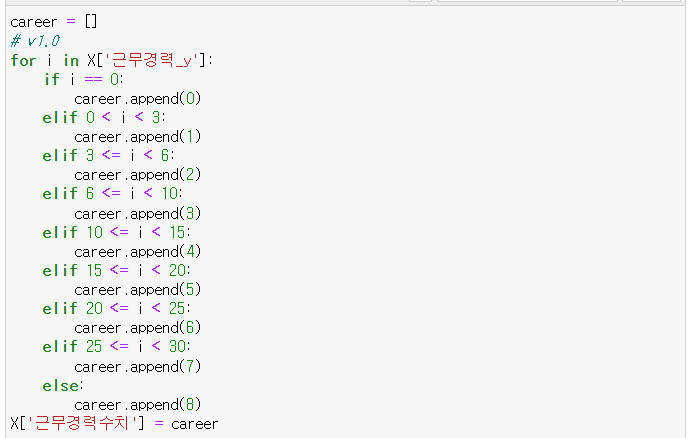 career = []
# v1.0
for i in X['근무경력_y']:
    if i == 0:
        career.append(0)
    elif 0 < i < 3:
        career.append(1)
    elif 3 <= i < 6:
        career.append(2)
    elif 6 <= i < 10:
        career.append(3)
    elif 10 <= i < 15:
        career.append(4)
    elif 15 <= i < 20:
        career.append(5)
    elif 20 <= i < 25:
        career.append(6)
    elif 25 <= i < 30:
        career.append(7)
    else:
        career.append(8)
X['근무경력수치'] = career